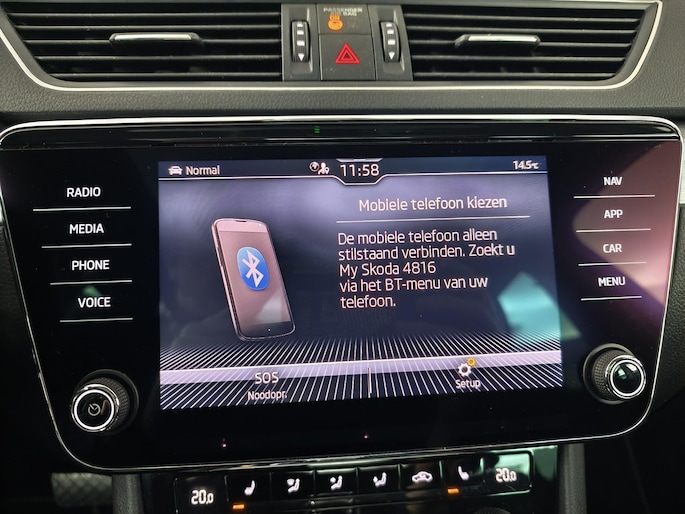 PASSENGER
AIR BAG
Normal
11:58
14.5°C
RADIO
MEDIA
PHONE
VOICE
Mobiele telefoon kiezen
De mobiele telefoon alleen
stilstaand verbinden. Zoekt u
My Skoda 4816
via het BT-menu van uw
telefoon.
NAV
APP
CAR
MENU
SOS
Noodopr.
Setup
20.0
20.0